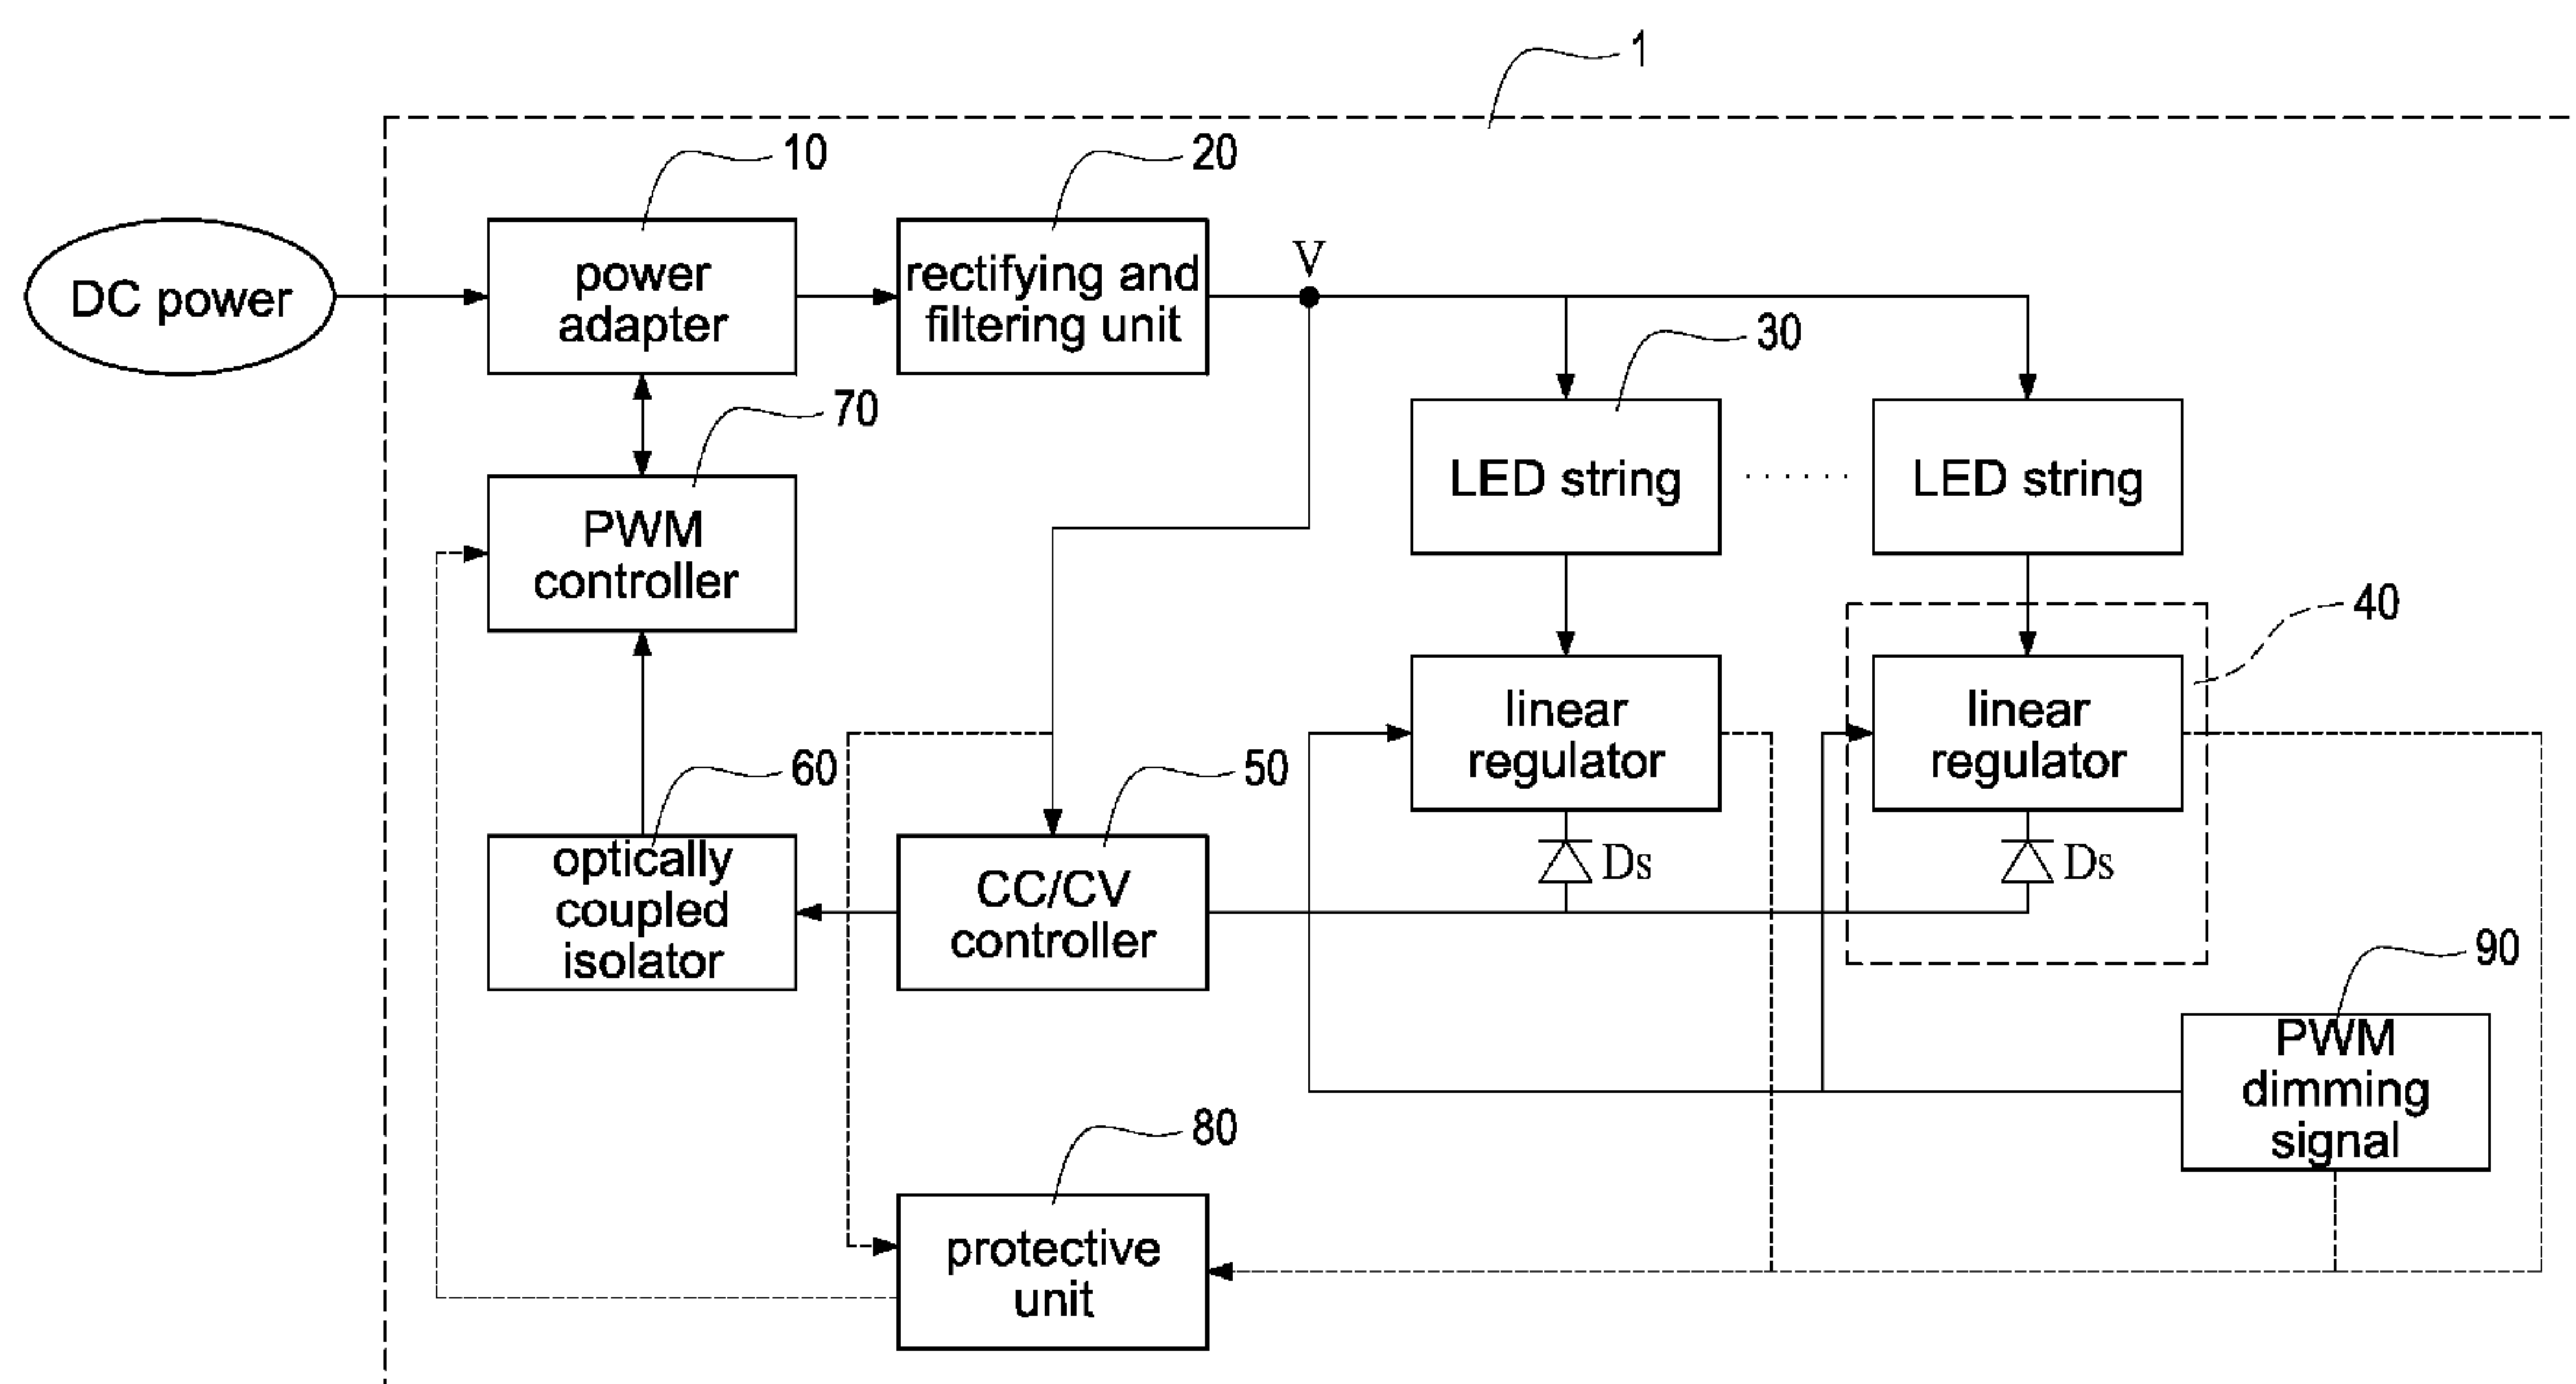 1
10
20
DC power
power
adapter
rectifying and
filtering unit
V
30
70
LED string
LED string
PWM
controller
40
linear
regulator
linear
regulator
60
50
optically
coupled
isolator
CC/CV
controller
Ds
Ds
90
PWM
dimming
signal
80
protective
unit